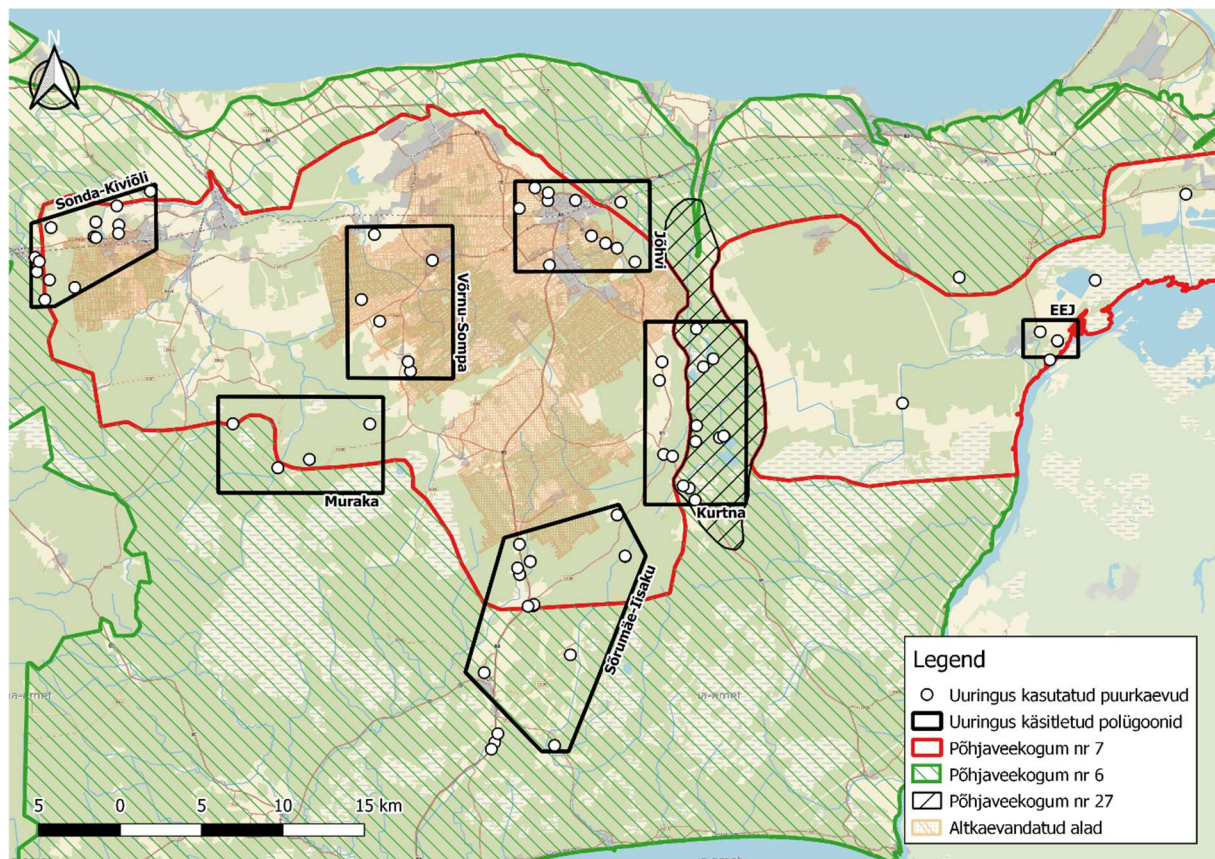 N
Sonda-Kiviõli
Jõhvi
Võrnu-Sompa
EEJ
Muraka
Kurtna
Sõrumäe-Iisaku
Legend
Uuringus kasutatud puurkaevud
Uuringus käsitletud polügoonid
Põhjaveekogum nr 7
Põhjaveekogum nr 6
Põhjaveekogum nr 27
Altkaevandatud alad
5 0 5 10 15 km